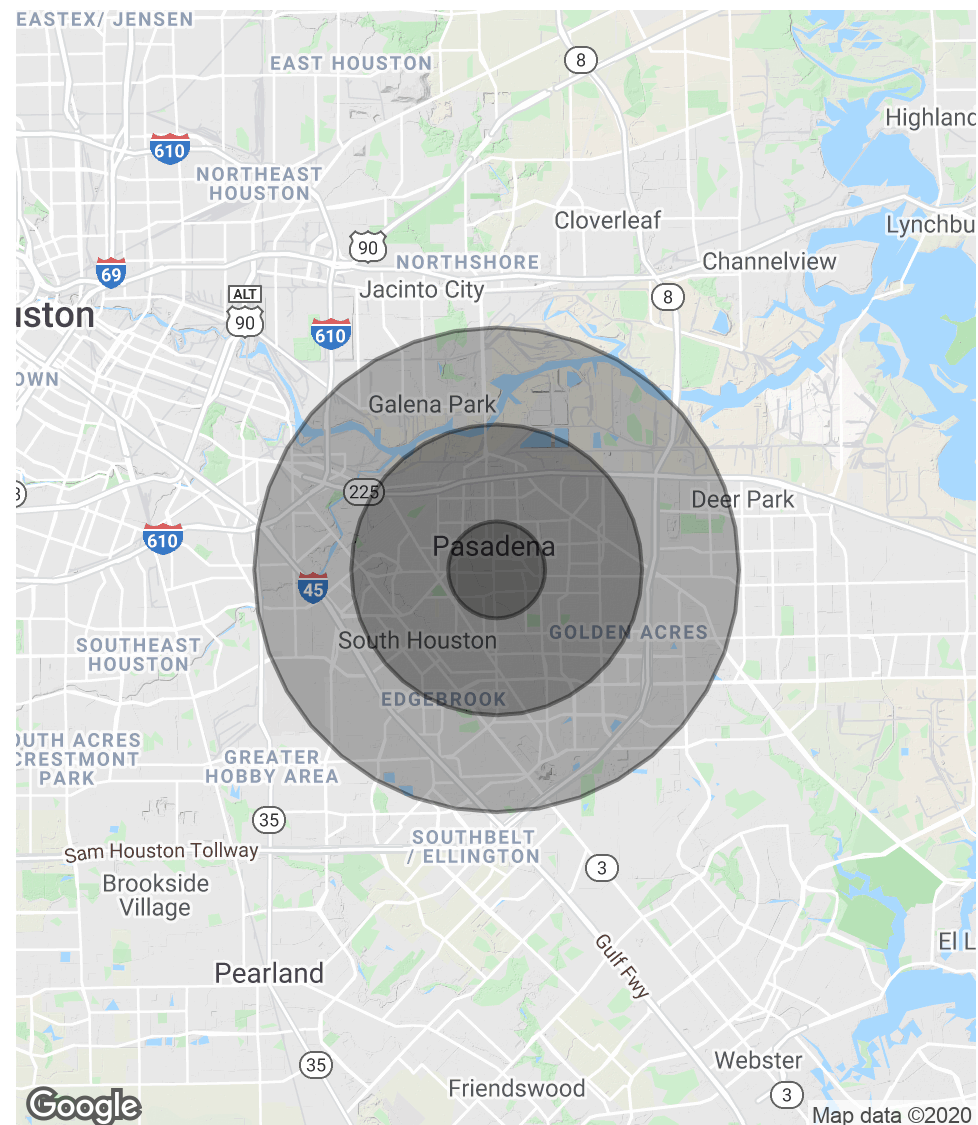 EASTEX/ JENSEN
EAST HOUSTON
8
Highland
610
NORTHEAST
HOUSTON
Cloverleaf
Lynchbu
90
NORTHSHORE
Channelview
69
Jacinto City
ALT
90
8
uston
610
OWN
Galena Park
225
Deer Park
610
Pasadena
45
SOUTHEAST
HOUSTON
South Houston
GOLDEN ACRES
EDGEBROOK
OUTH ACRES
CRESTMONT
PARK
GREATER
HOBBY AREA
35
SOUTHBELT
/ ELLINGTON
Sam Houston Tollway
3
Brookside
Village
El L
Gulf Fwy
Pearland
35
Webster
Friendswood
3
Google
Map data ©2020